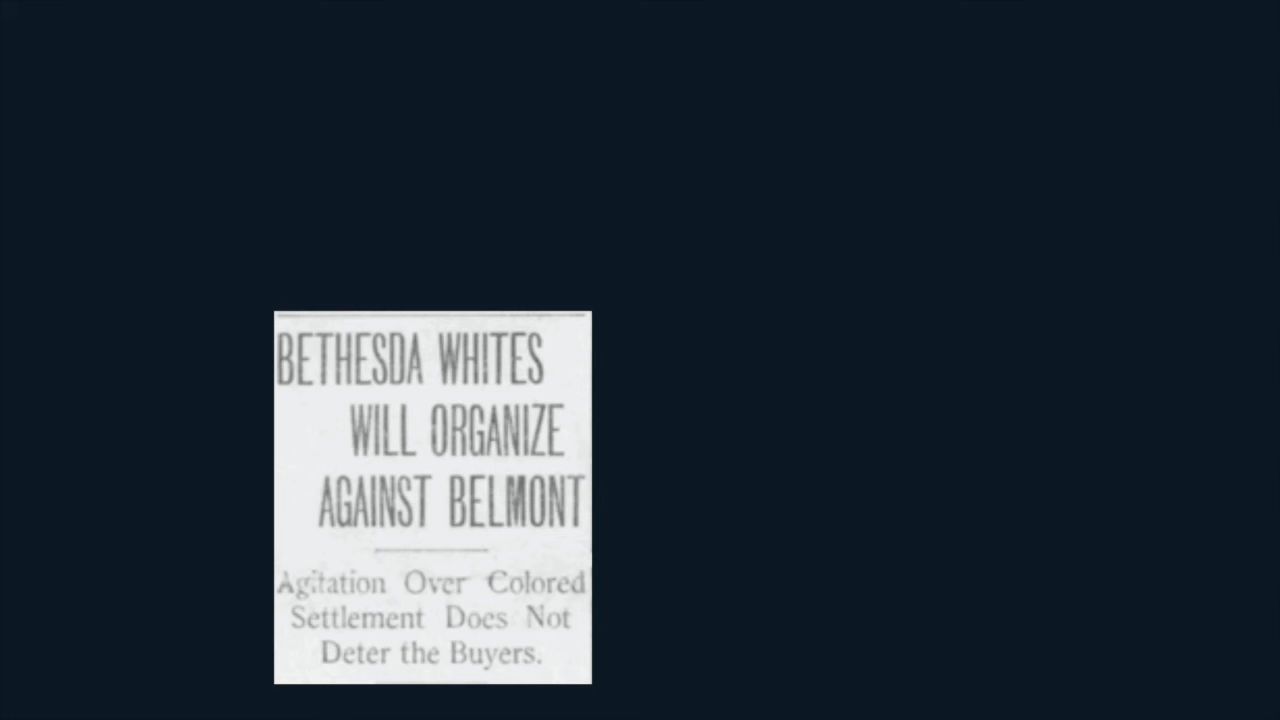 BETHESDA WHITES
WILL ORGANIZE
AGAINST BELMONT
Agitation Over Colored
Settlement Does Not
Deter the Buyers.